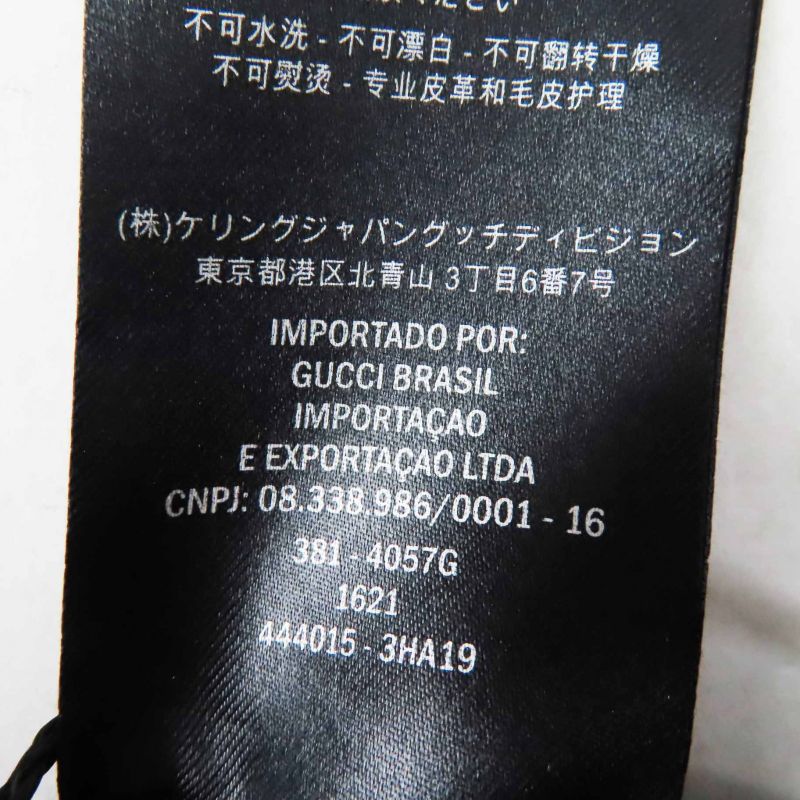 ください
不可水洗 - 不可漂白 - 不可翻转干燥
不可熨烫 - 专业皮革和毛皮护理
(株)ケリングジャパングッチディビジョン
東京都港区北青山 3丁目6番7号
IMPORTADO POR:
GUCCI BRASIL
IMPORTAÇAO
E EXPORTAÇAO LTDA
CNPJ: 08.338.986/0001 - 16
381 - 4057G
1621
444015 - 3HA19